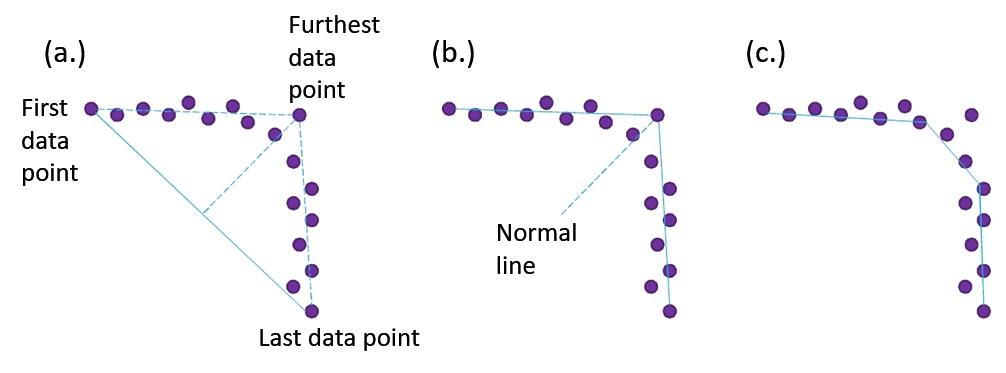 (a.)
First
data
point
Furthest
data
point
Last data point
(b.)
Normal
line
(c.)